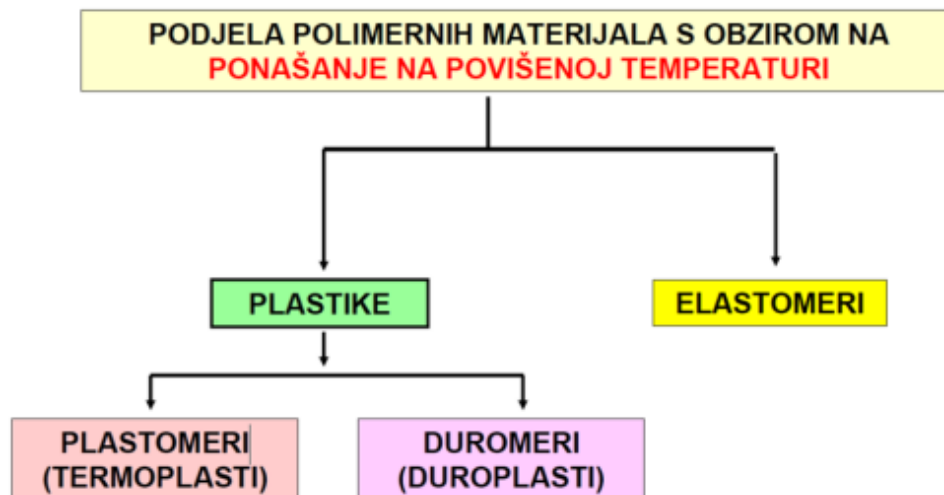 PODJELA POLIMERNIH MATERIJALA S OBZIROM NA
PONAŠANJE NA POVIŠENOJ TEMPERATURI
PLASTIKE
ELASTOMERI
PLASTOMERI
(TERMOPLASTI)
DUROMERI
(DUROPLASTI)